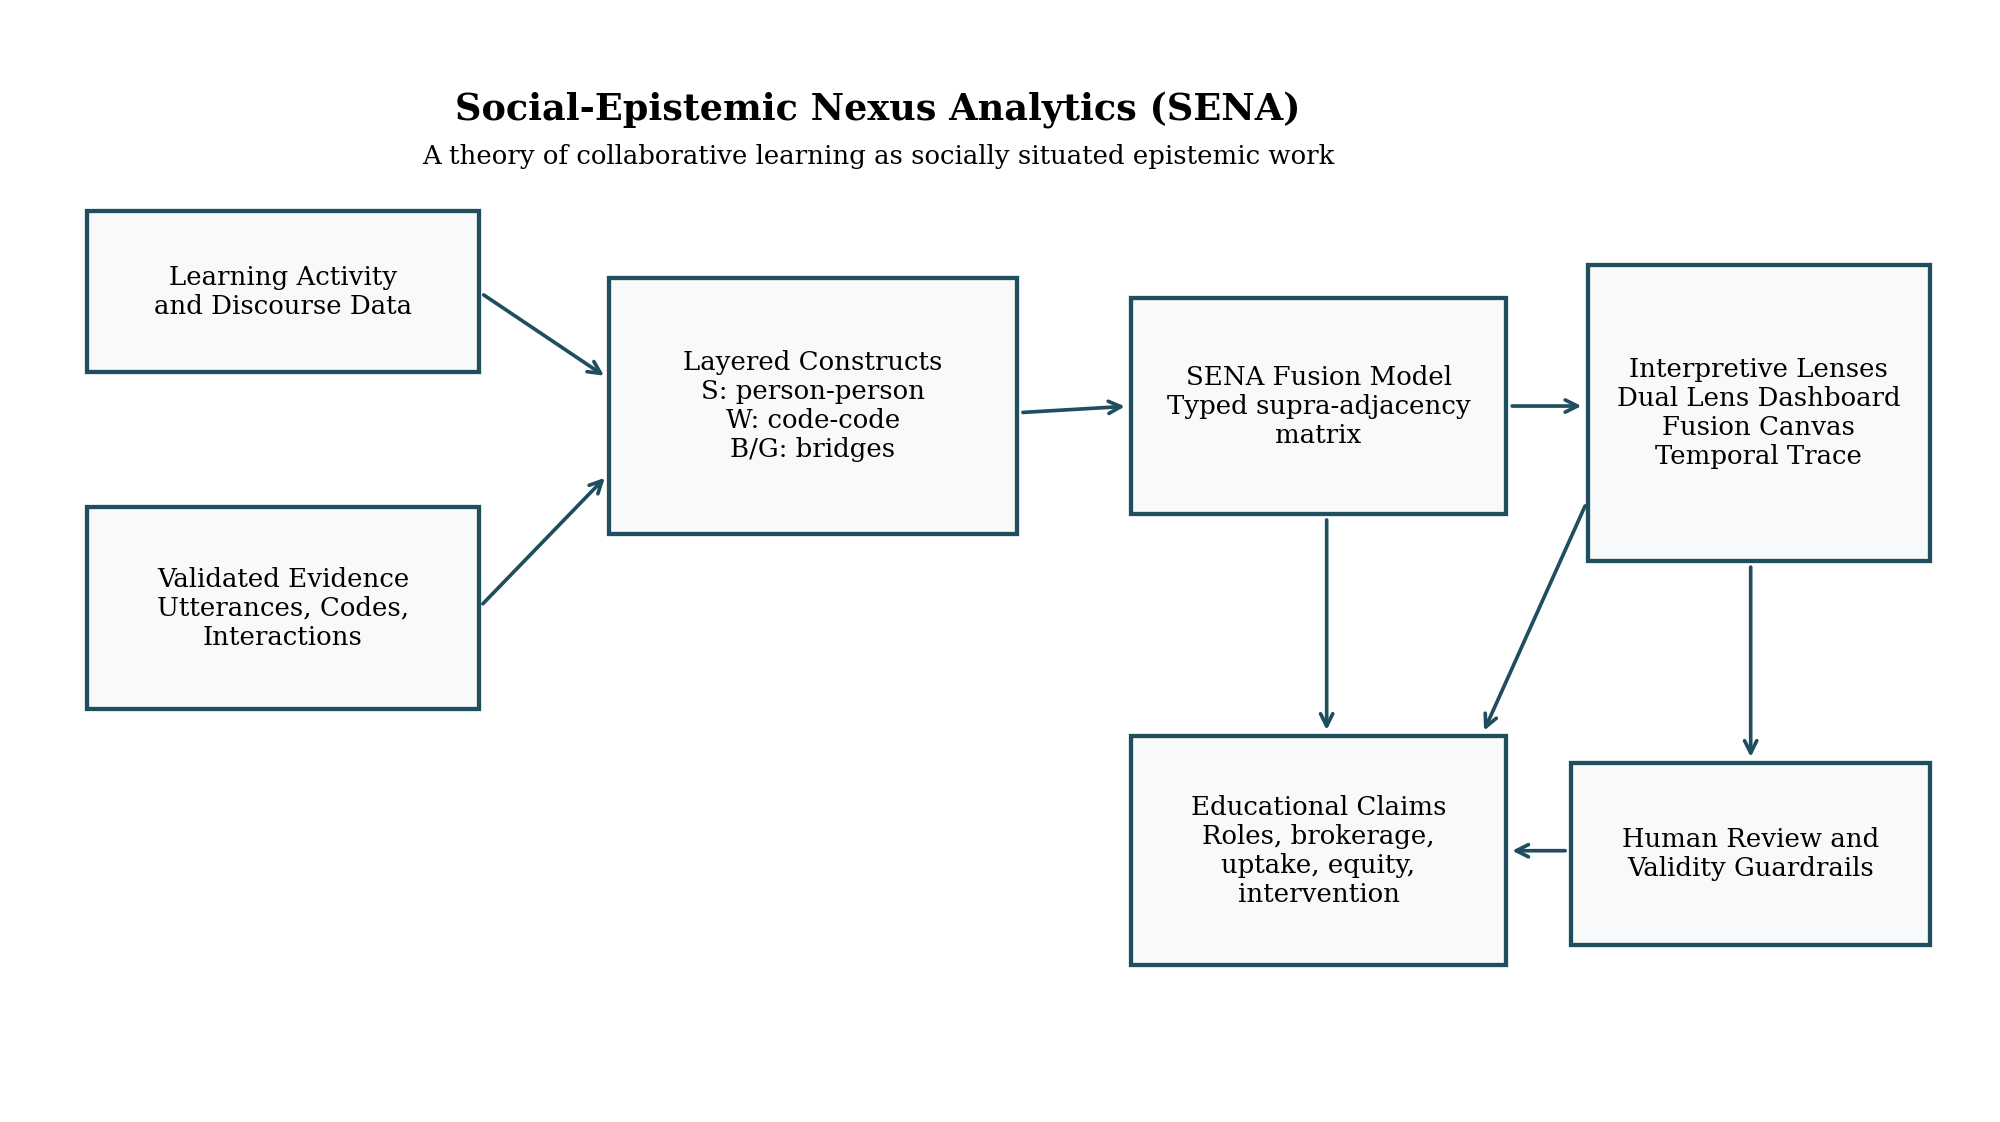 Social-Epistemic Nexus Analytics (SENA)
A theory of collaborative learning as socially situated epistemic work
Learning Activity
and Discourse Data
Validated Evidence
Utterances, Codes,
Interactions
Layered Constructs
S: person-person
W: code-code
B/G: bridges
SENA Fusion Model
Typed supra-adjacency
matrix
Interpretive Lenses
Dual Lens Dashboard
Fusion Canvas
Temporal Trace
Educational Claims
Roles, brokerage,
uptake, equity,
intervention
Human Review and
Validity Guardrails